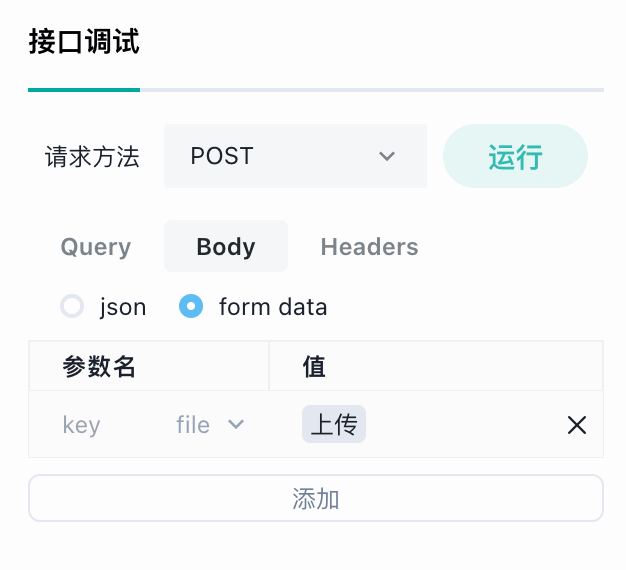 接口调试
请求方法 POST 运行
Query Body Headers
json form data
参数名 值
key file 上传
添加